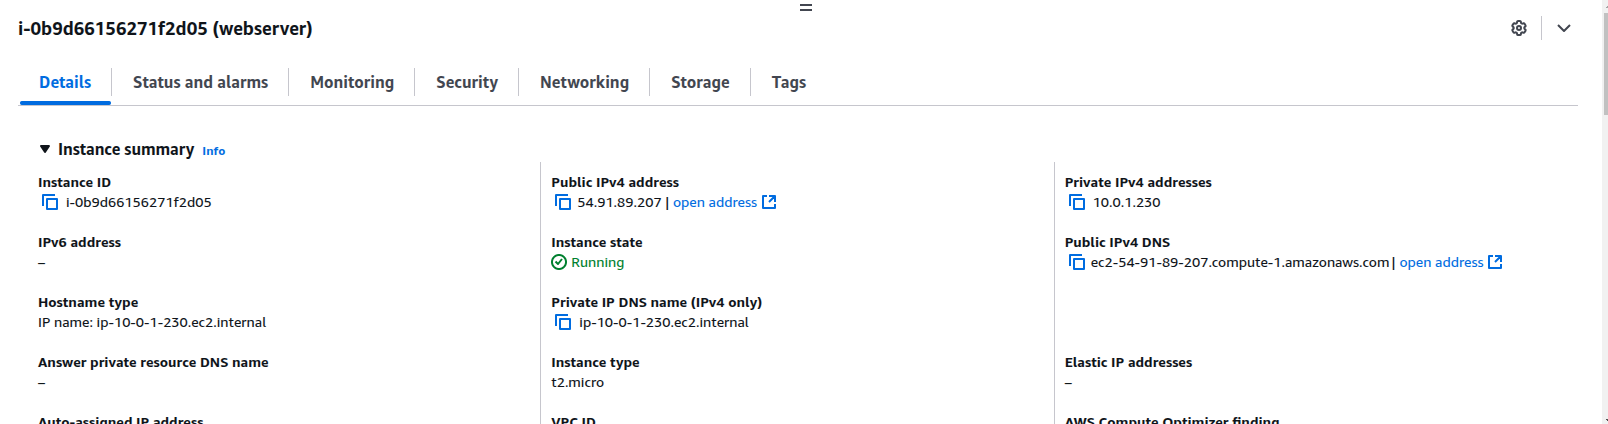 i-0b9d66156271f2d05 (webserver)
Details
Status and alarms
Monitoring
Security
Networking
Storage
Tags
Instance summary Info
Instance ID
i-0b9d66156271f2d05
Public IPv4 address
54.91.89.207 | open address
Private IPv4 addresses
10.0.1.230
IPv6 address
–
Instance state
Running
Public IPv4 DNS
ec2-54-91-89-207.compute-1.amazonaws.com | open address
Hostname type
IP name: ip-10-0-1-230.ec2.internal
Private IP DNS name (IPv4 only)
ip-10-0-1-230.ec2.internal
Answer private resource DNS name
–
Instance type
t2.micro
Elastic IP addresses
–
Auto-assigned IP address
VPC ID
AWS Compute Optimizer finding